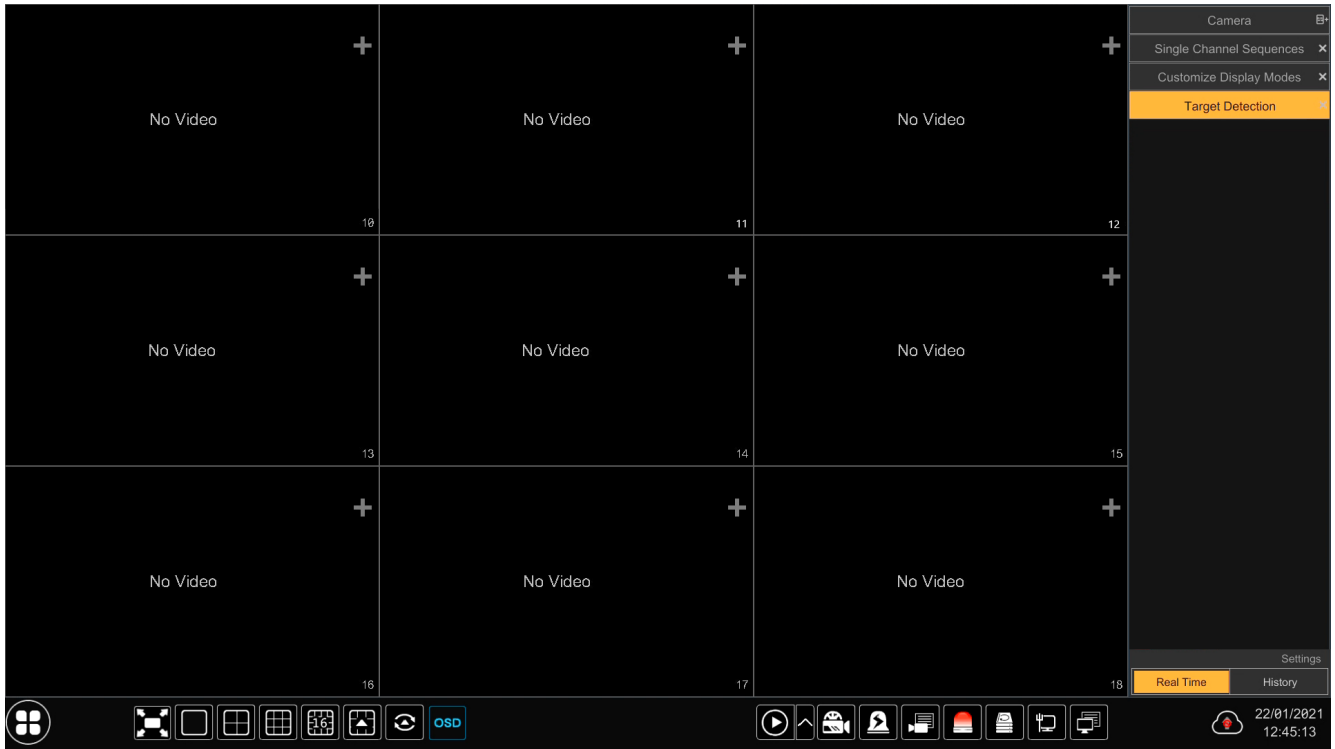 No Video
10
No Video
11
No Video
12
No Video
13
No Video
14
No Video
15
No Video
16
No Video
17
No Video
18
Camera
Single Channel Sequences
Customize Display Modes
Target Detection
Settings
Real Time
History
16
OSD
22/01/2021
12:45:13